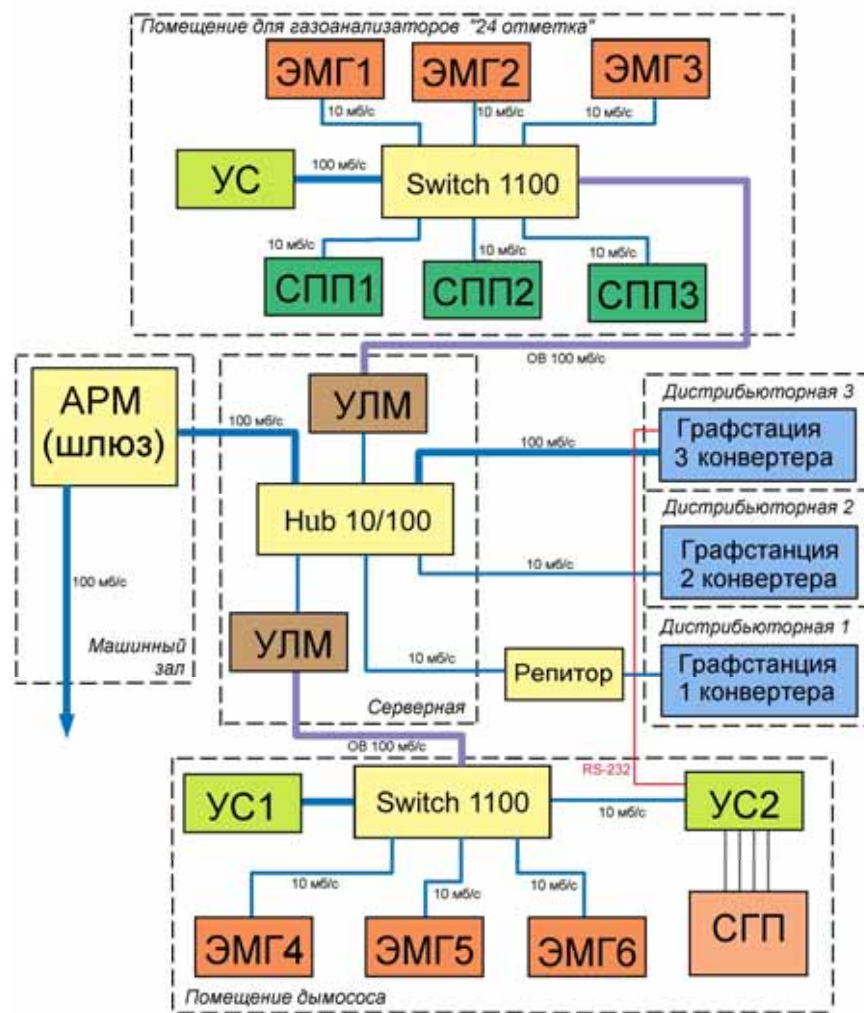 Помещение для газоанализаторов "24 отметка"
ЭМГ1
ЭМГ2
ЭМГ3
10 мб/с
10 мб/с
10 мб/с
УС
100 мб/с
Switch 1100
10 мб/с
10 мб/с
10 мб/с
СПП1
СПП2
СПП3
ОВ 100 мб/с
АРМ
(шлюз)
100 мб/с
УЛМ
100 мб/с
Дистрибьюторная 3
Графстация
3 конвертера
Hub 10/100
Дистрибьюторная 2
Графстанция
2 конвертера
10 мб/с
100 мб/с
Машинный
зал
УЛМ
10 мб/с
Серверная
Репитор
Дистрибьюторная 1
Графстанция
1 конвертера
ОВ 100 мб/с
RS-232
УС1
Switch 1100
10 мб/с
УС2
10 мб/с
10 мб/с
10 мб/с
ЭМГ4
ЭМГ5
ЭМГ6
СГП
Помещение дымососа